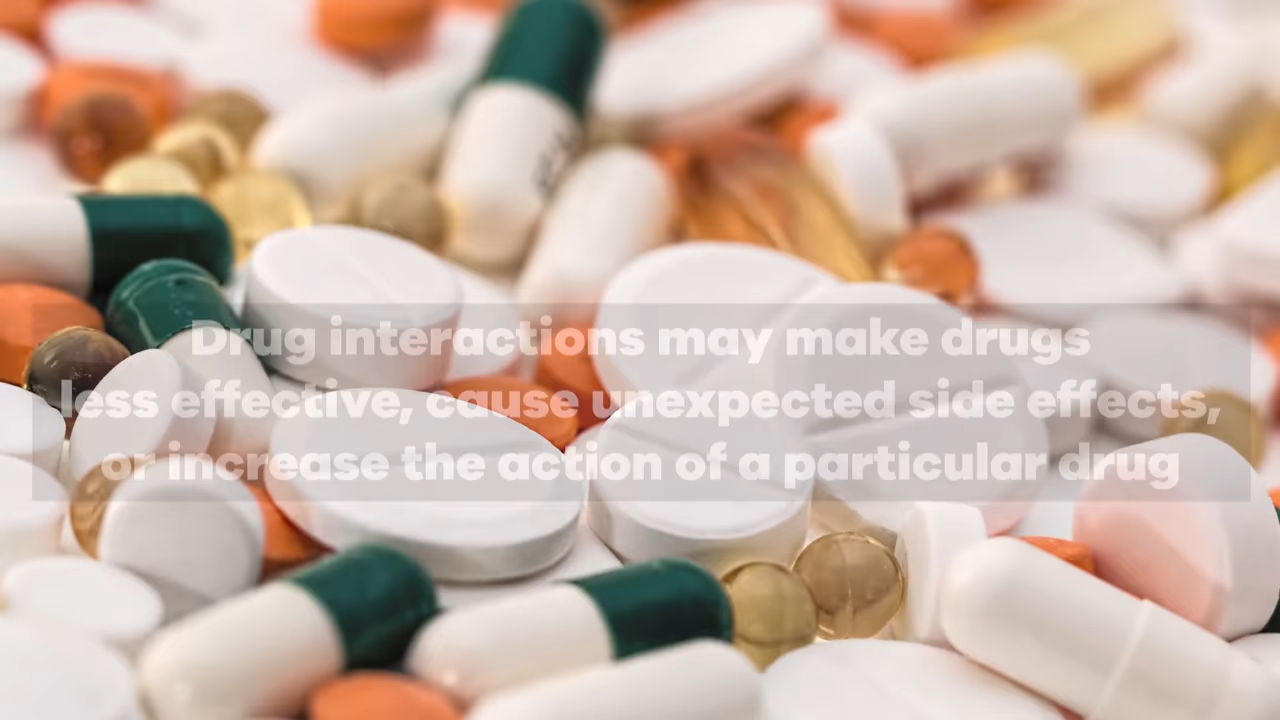 Drug interactions may make drugs
less effective, cause unexpected side effects,
or increase the action of a particular drug